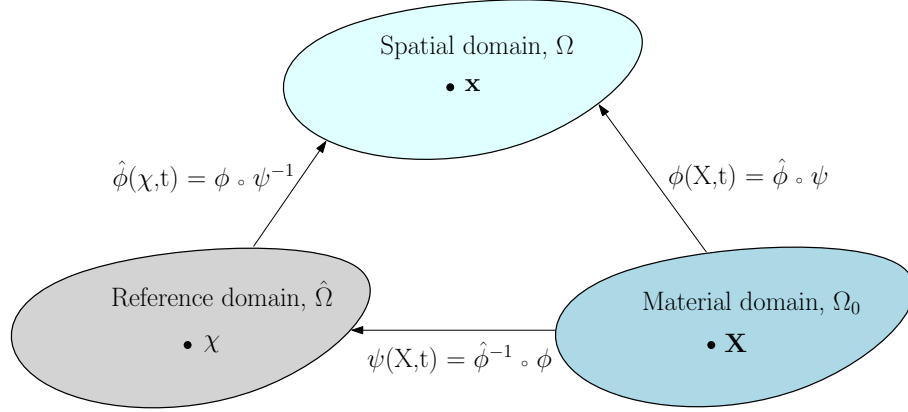 Spatial domain, Ω
• x
ϕ̂(χ,t) = ϕ ∘ ψ⁻¹
ϕ(X,t) = ϕ̂ ∘ ψ
Reference domain, Ω̂
• χ
Material domain, Ω₀
• X
ψ(X,t) = ϕ̂⁻¹ ∘ ϕ